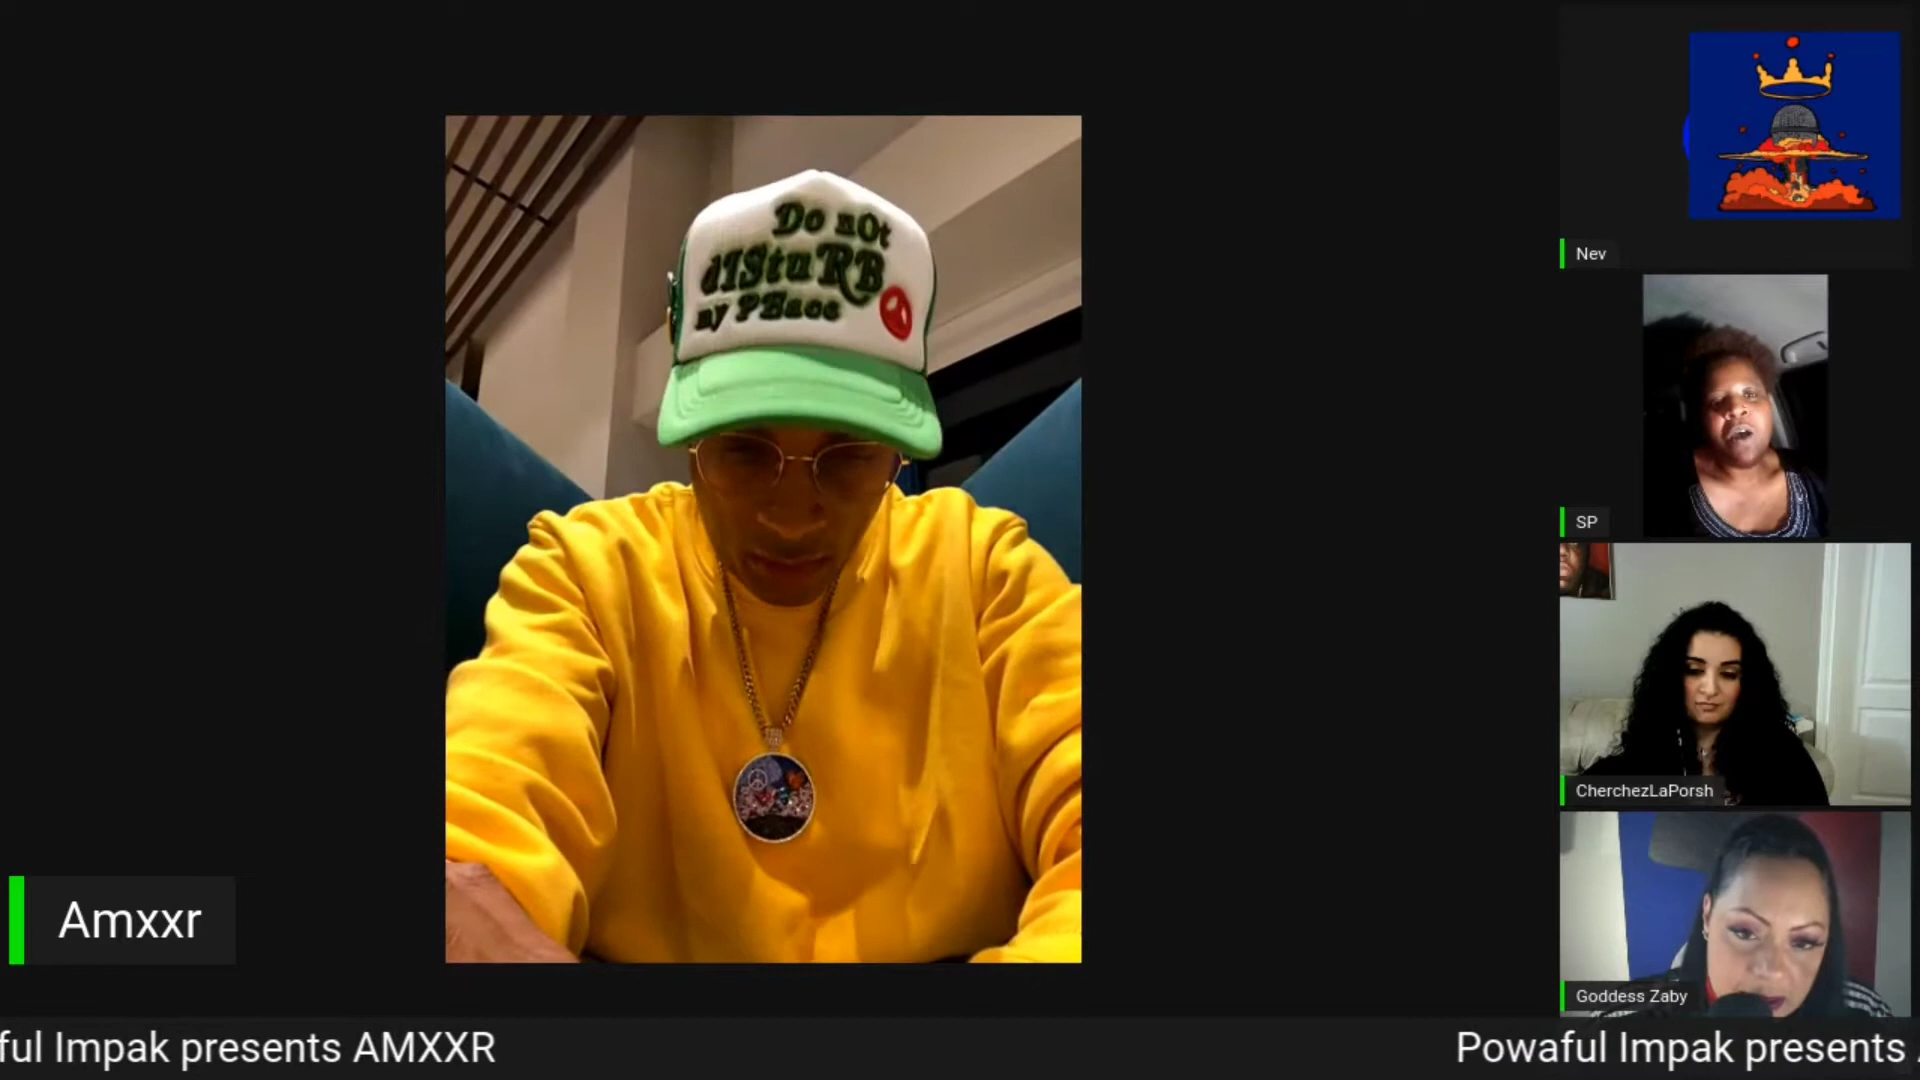 Do nOt
dIStuRB
my PEace
Nev
SP
CherchezLaPorsh
Goddess Zaby
Amxxr
ful Impak presents AMXXR
Powaful Impak presents